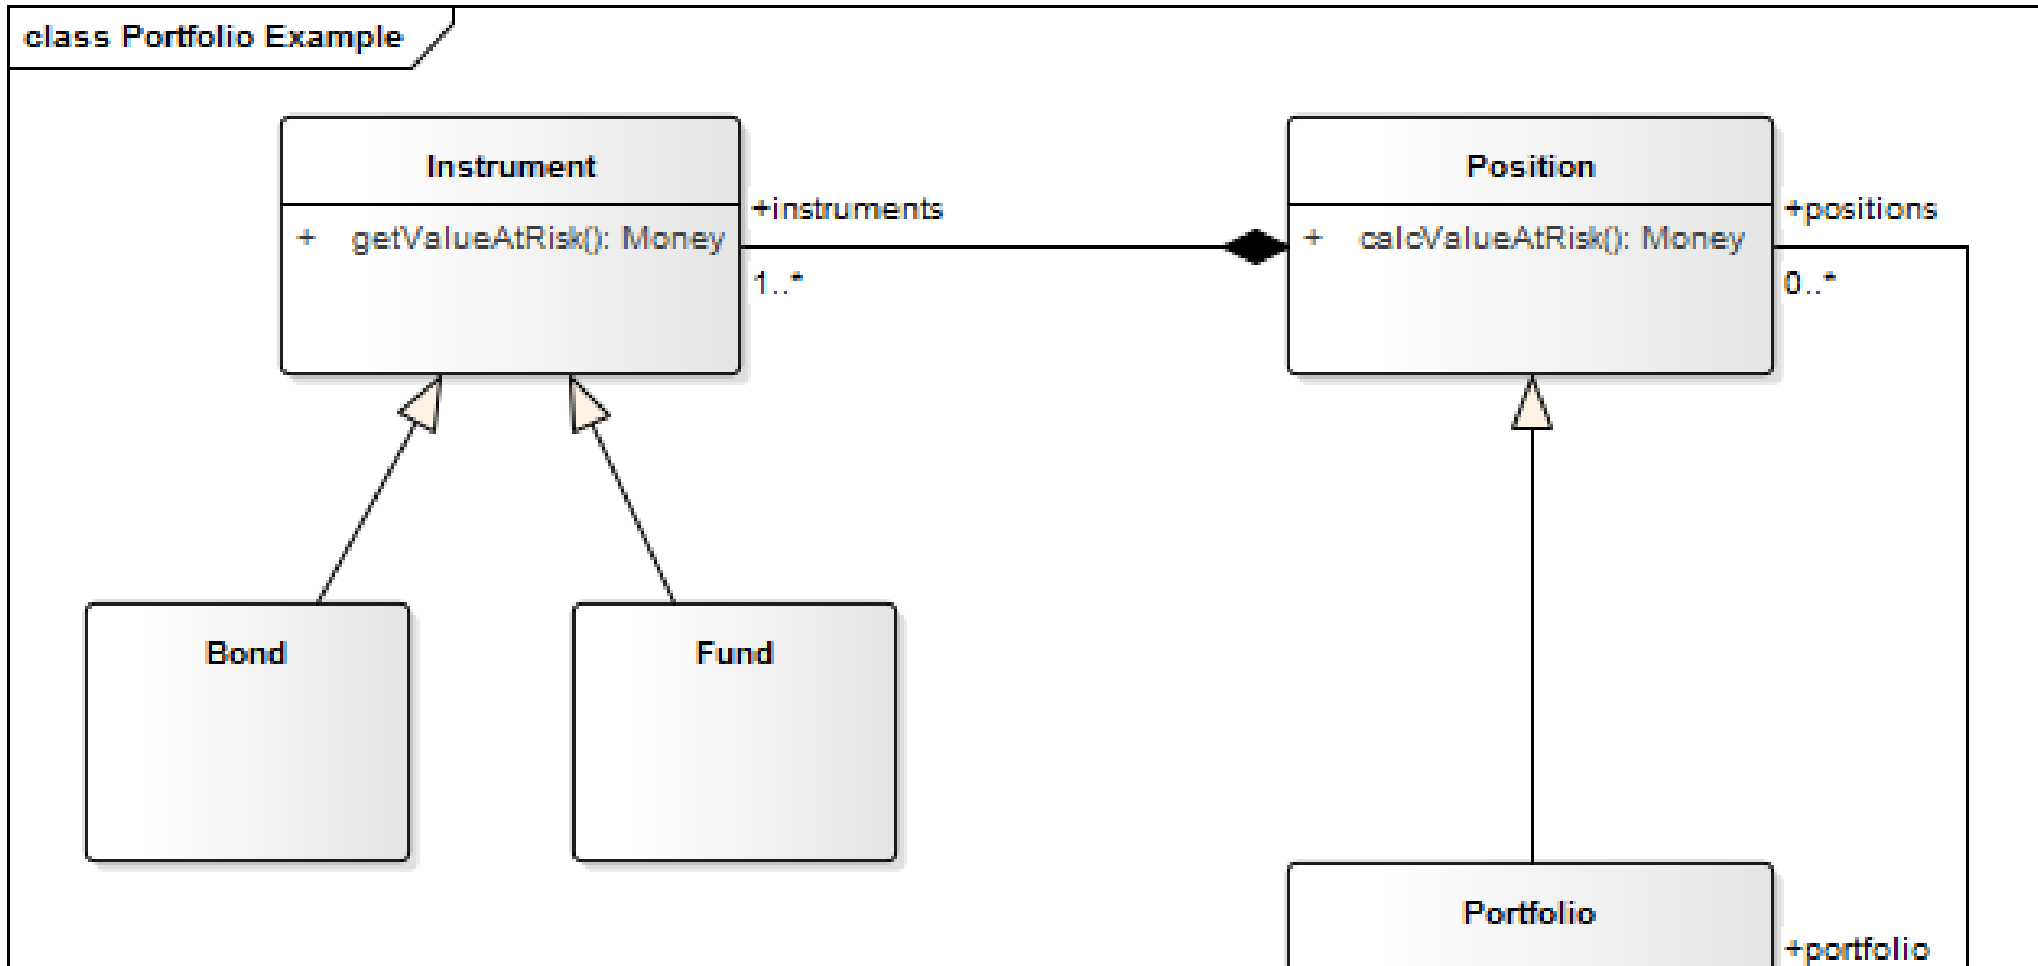 class Portfolio Example
Instrument
+ getValueAtRisk(): Money
+instruments
1..*
Position
+ calcValueAtRisk(): Money
+positions
0..*
Bond
Fund
Portfolio
+portfolio